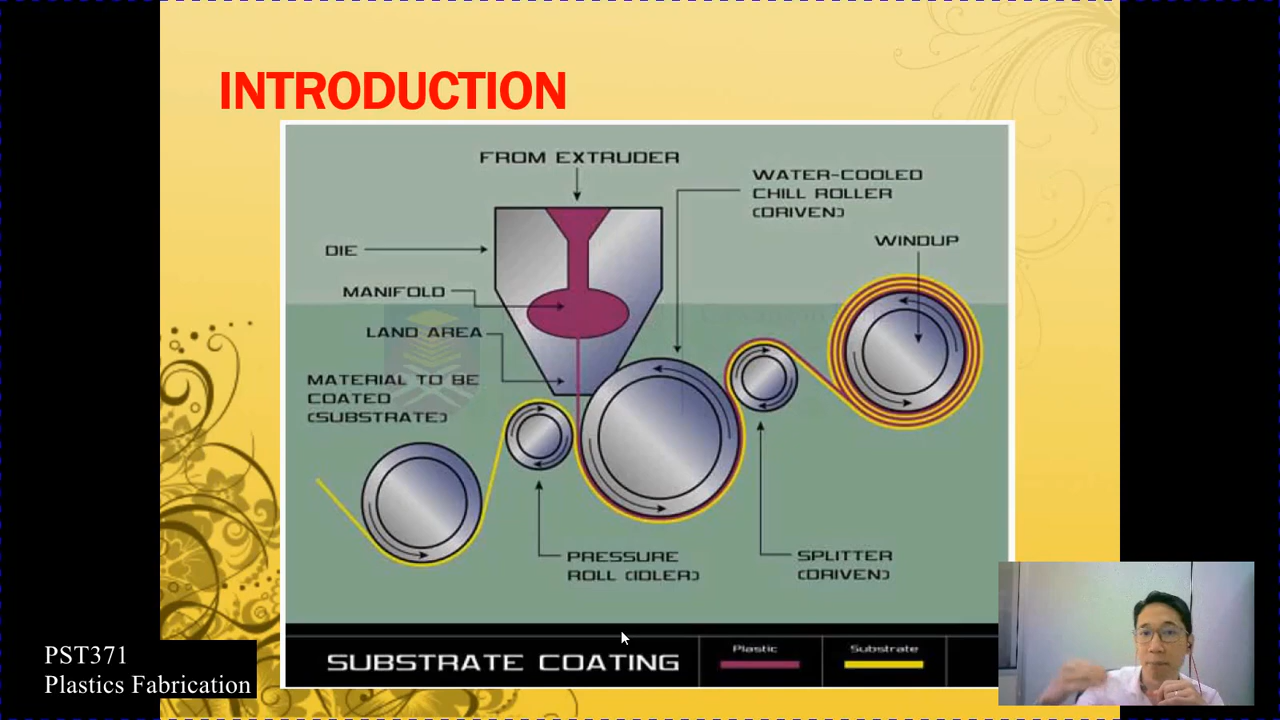 INTRODUCTION
FROM EXTRUDER
WATER-COOLED
CHILL ROLLER
(DRIVEN)
WINDUP
DIE
MANIFOLD
LAND AREA
MATERIAL TO BE
COATED
(SUBSTRATE)
PRESSURE
ROLL (IDLER)
SPLITTER
(DRIVEN)
SUBSTRATE COATING
Plastic
Substrate
PST371
Plastics Fabrication